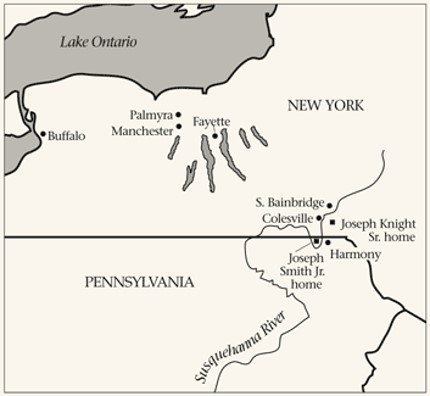 Lake Ontario
NEW YORK
Palmyra
Manchester
Fayette
Buffalo
S. Bainbridge
Colesville
Joseph Knight
Sr. home
Harmony
Joseph
Smith Jr.
home
PENNSYLVANIA
Susquehanna River